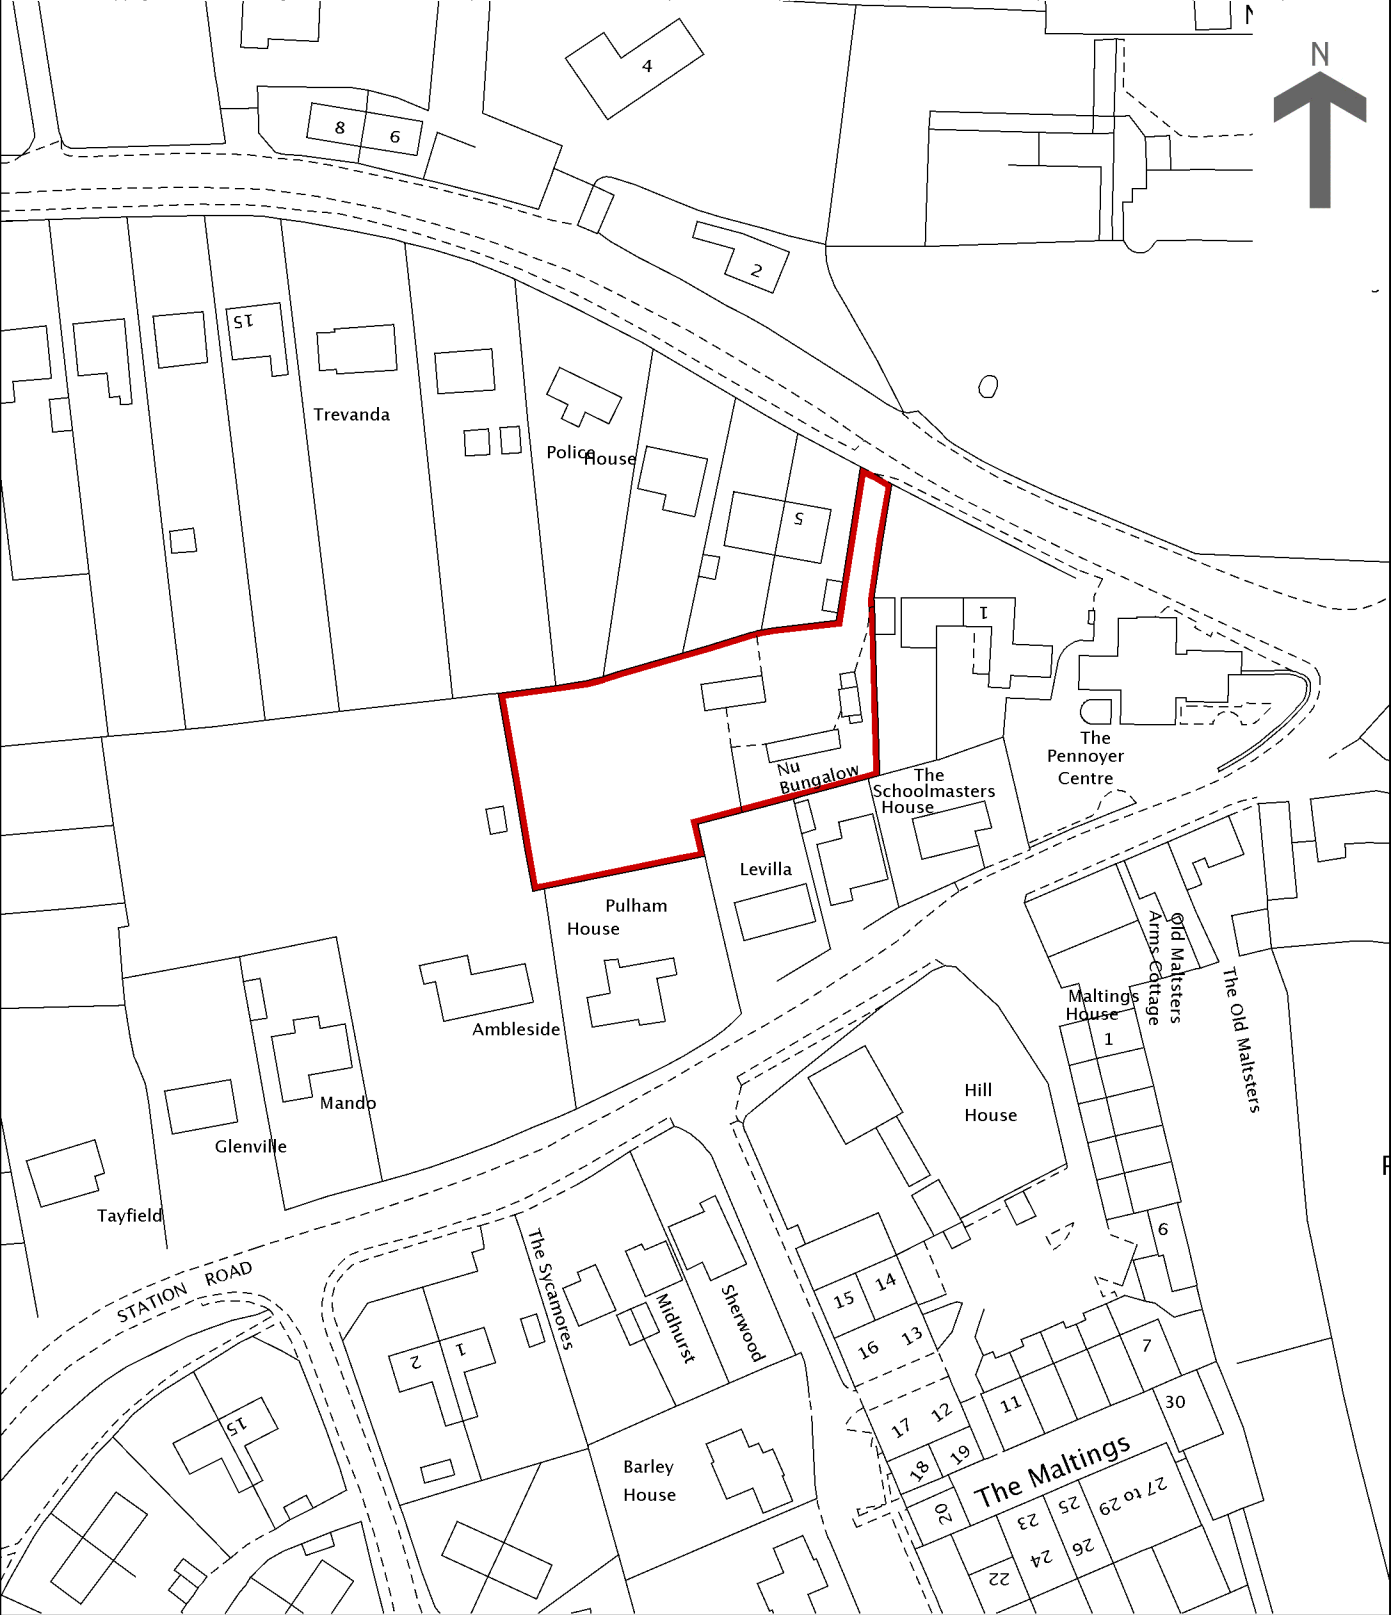 N
4
8
6
2
15
Trevanda
Police
House
5
1
The
Pennoyer
Centre
Nu
Bungalow
The
Schoolmasters
House
Levilla
Pulham
House
Old Maltsters
Arms Cottage
The Old Maltsters
Maltings
House
1
Ambleside
Hill
House
Mando
Glenville
Tayfield
6
STATION ROAD
The Sycamores
Midhurst
Sherwood
15
14
16
13
7
2
1
11
30
17
12
15
18
19
The Maltings
Barley
House
20
23
25
27 to 29
24
26
22